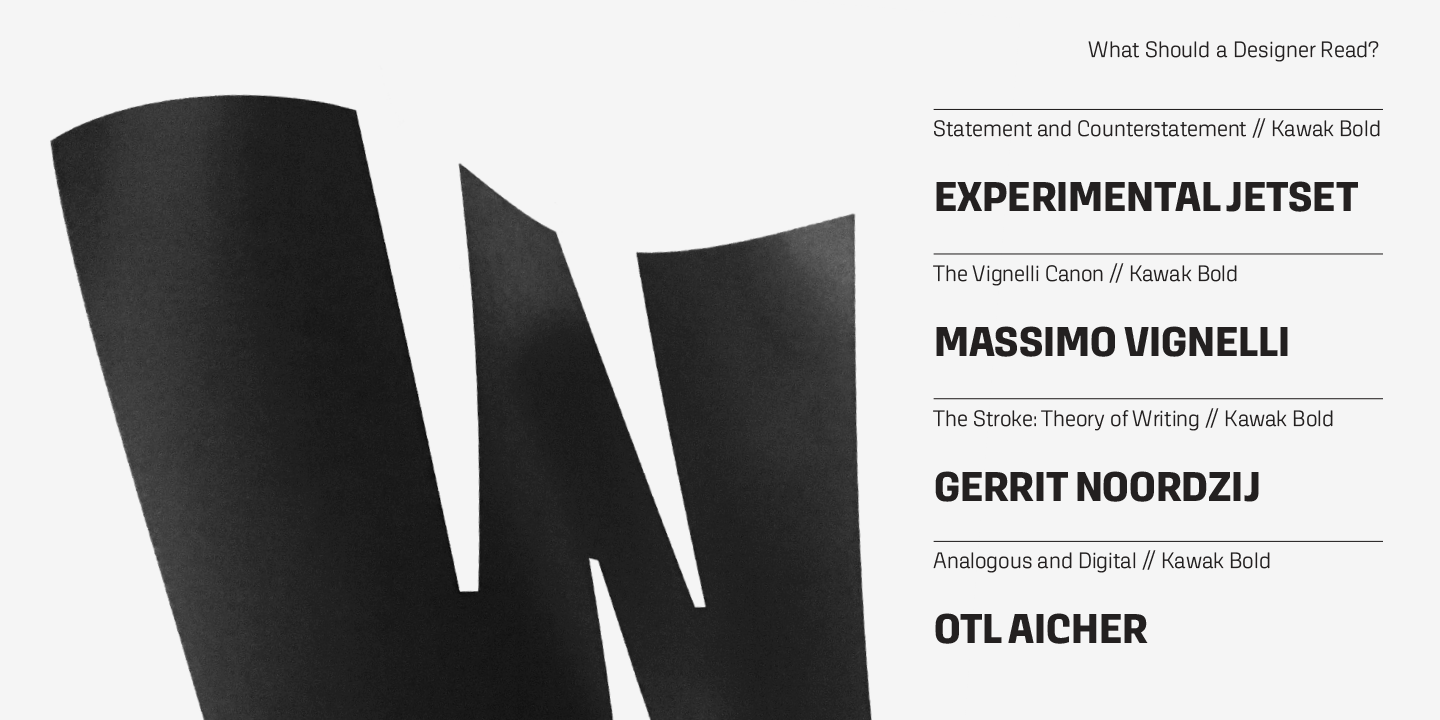 What Should a Designer Read?
Statement and Counterstatement // Kawak Bold
EXPERIMENTAL JETSET
The Vignelli Canon // Kawak Bold
MASSIMO VIGNELLI
The Stroke: Theory of Writing // Kawak Bold
GERRIT NOORDZIJ
Analogous and Digital // Kawak Bold
OTL AICHER
W